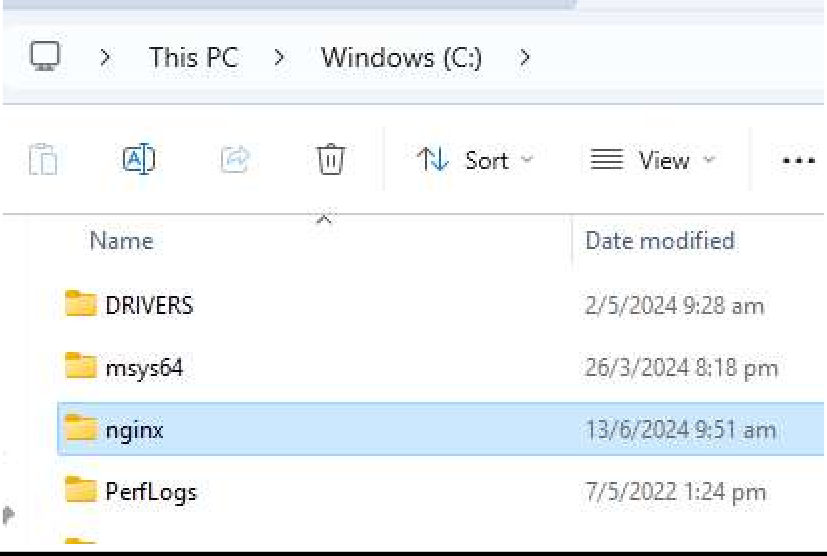 This PC > Windows (C:) >
Sort View ...
Name Date modified
DRIVERS 2/5/2024 9:28 am
msys64 26/3/2024 8:18 pm
nginx 13/6/2024 9:51 am
PerfLogs 7/5/2022 1:24 pm